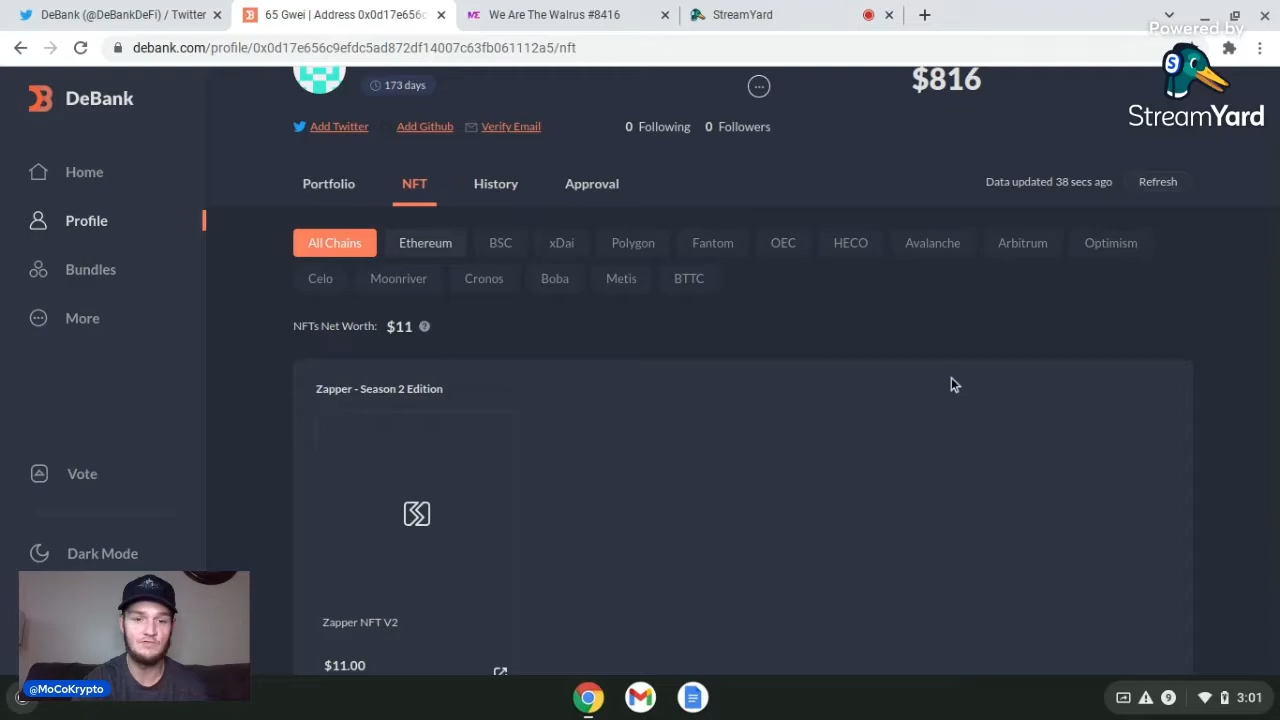 DeBank (@DeBankDeFi) / Twitter
65 Gwei | Address 0x0d17e656c
We Are The Walrus #8416
StreamYard
debank.com/profile/0x0d17e656c9efdc5ad872df14007c63fb061112a5/nft
Powered by
StreamYard
DeBank
173 days
$816
Add Twitter
Add Github
Verify Email
0 Following
0 Followers
Home
Profile
Bundles
More
Vote
Dark Mode
Portfolio
NFT
History
Approval
Data updated 38 secs ago
Refresh
All Chains
Ethereum
BSC
xDai
Polygon
Fantom
OEC
HECO
Avalanche
Arbitrum
Optimism
Celo
Moonriver
Cronos
Boba
Metis
BTTC
NFTs Net Worth: $11
Zapper - Season 2 Edition
Zapper NFT V2
$11.00
@MoCoKrypto
9
3:01